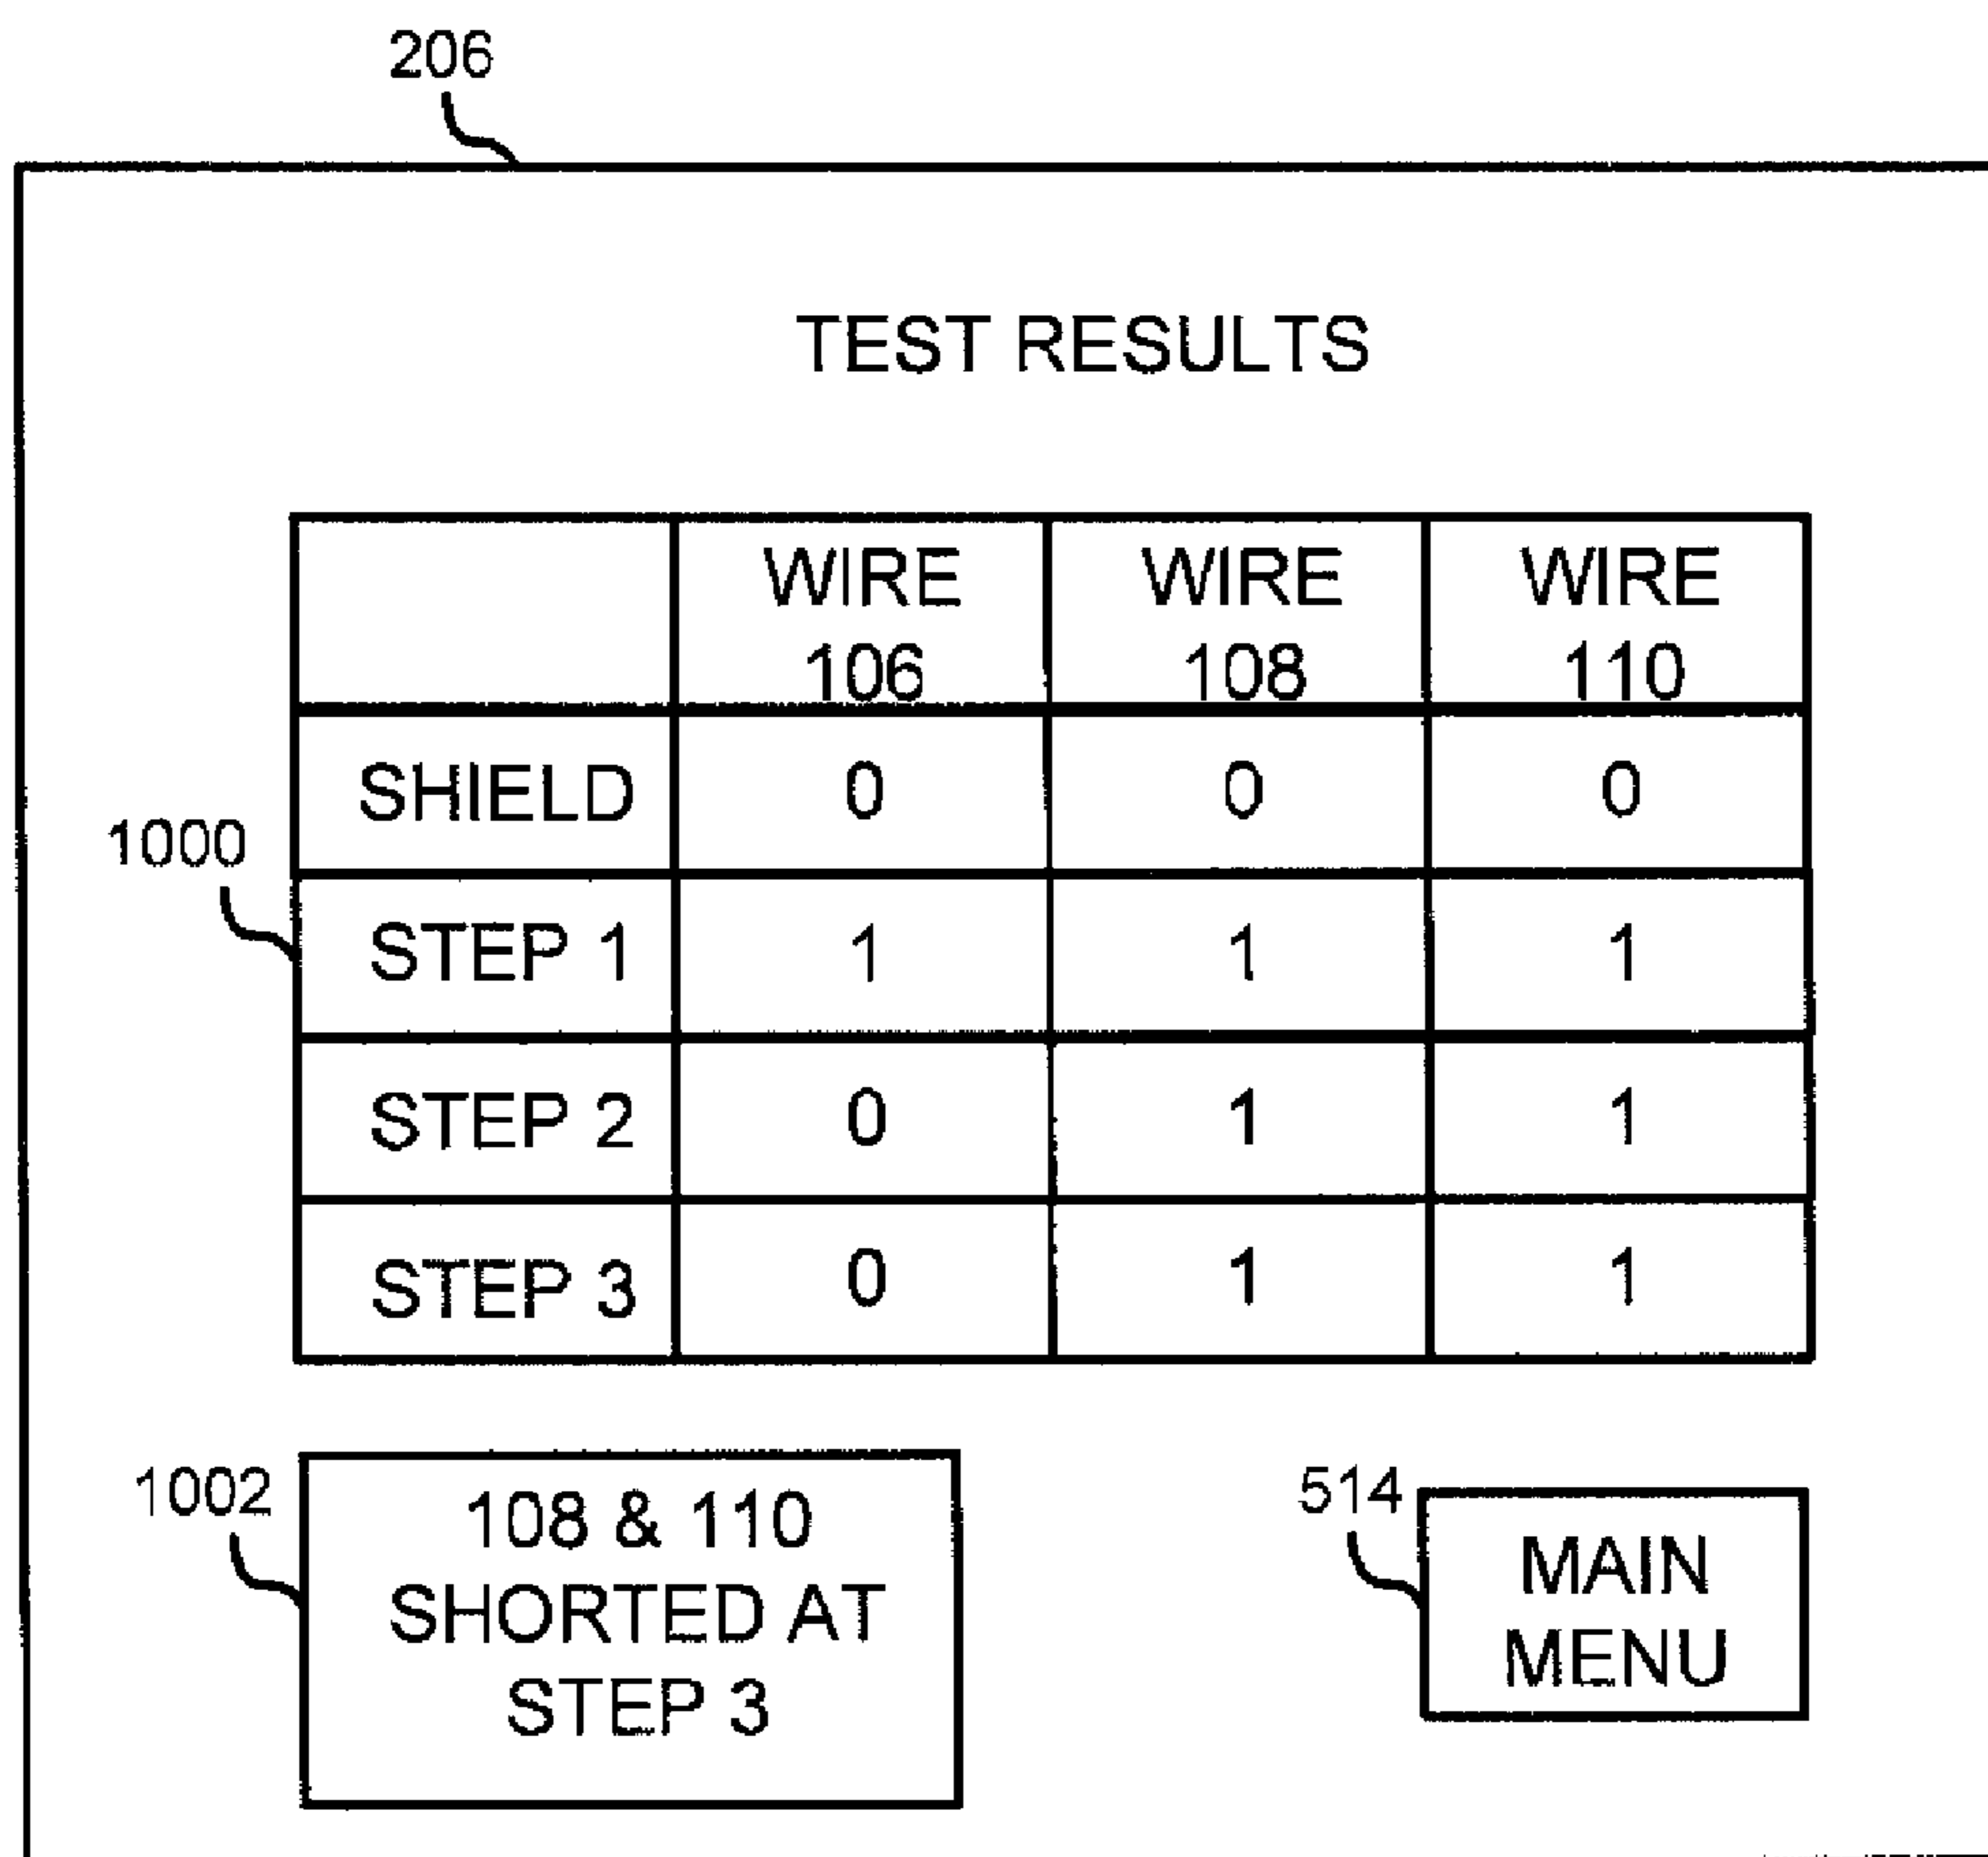 206
TEST RESULTS
WIRE 106 WIRE 108 WIRE 110
SHIELD 0 0 0
1000
STEP 1 1 1 1
STEP 2 0 1 1
STEP 3 0 1 1
1002
108 & 110
SHORTED AT
STEP 3
514
MAIN
MENU